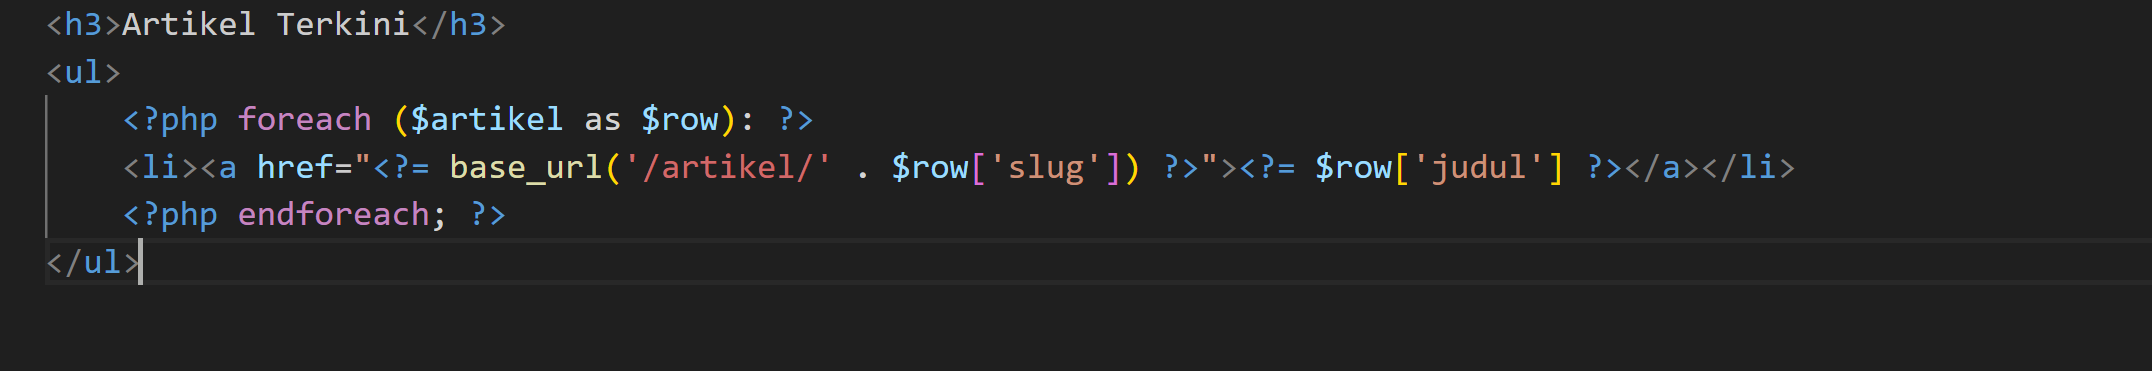 <h3>Artikel Terkini</h3>
<ul>
    <?php foreach ($artikel as $row): ?>
    <li><a href="<?= base_url('/artikel/' . $row['slug']) ?>"><?= $row['judul'] ?></a></li>
    <?php endforeach; ?>
</ul>